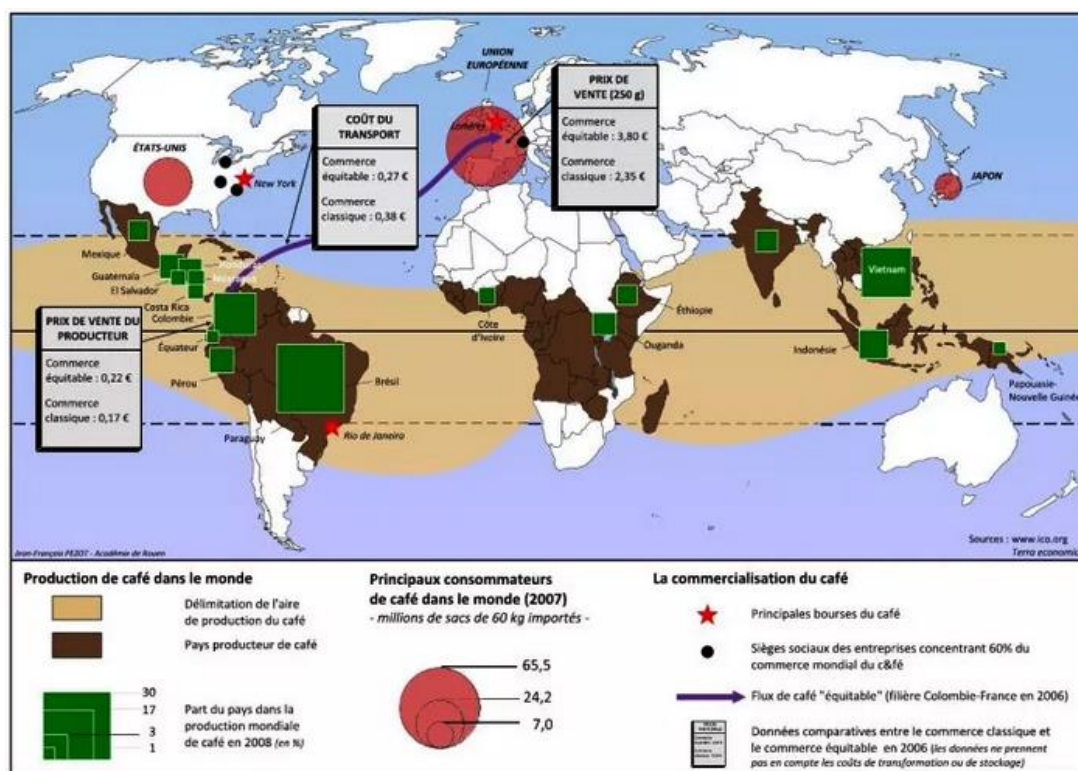 UNION
EUROPÉENNE
PRIX DE
VENTE (250 g)
Commerce
équitable : 3,80 €
Commerce
classique : 2,35 €
COÛT DU
TRANSPORT
Commerce
équitable : 0,27 €
Commerce
classique : 0,38 €
Londres
ÉTATS-UNIS
New York
JAPON
Mexique
Guatemala
El Salvador
Costa Rica
Colombie
Vietnam
PRIX DE VENTE DU
PRODUCTEUR
Commerce
équitable : 0,22 €
Commerce
classique : 0,17 €
Équateur
Pérou
Brésil
Paraguay
Rio de Janeiro
Côte
d'Ivoire
Éthiopie
Ouganda
Indonésie
Papouasie-
Nouvelle Guinée
Jean-François PEZOT - Académie de Rouen
Sources : www.ico.org
Terra economic
Production de café dans le monde
Délimitation de l'aire
de production du café
Pays producteur de café
30
17
3
1
Part du pays dans la
production mondiale
de café en 2008 (en %)
Principaux consommateurs
de café dans le monde (2007)
- millions de sacs de 60 kg importés -
65,5
24,2
7,0
La commercialisation du café
Principales bourses du café
Sièges sociaux des entreprises concentrant 60% du
commerce mondial du c&fé
Flux de café "équitable" (filière Colombie-France en 2006)
Données comparatives entre le commerce classique et
le commerce équitable en 2006 (les données ne prennent
pas en compte les coûts de transformation ou de stockage)